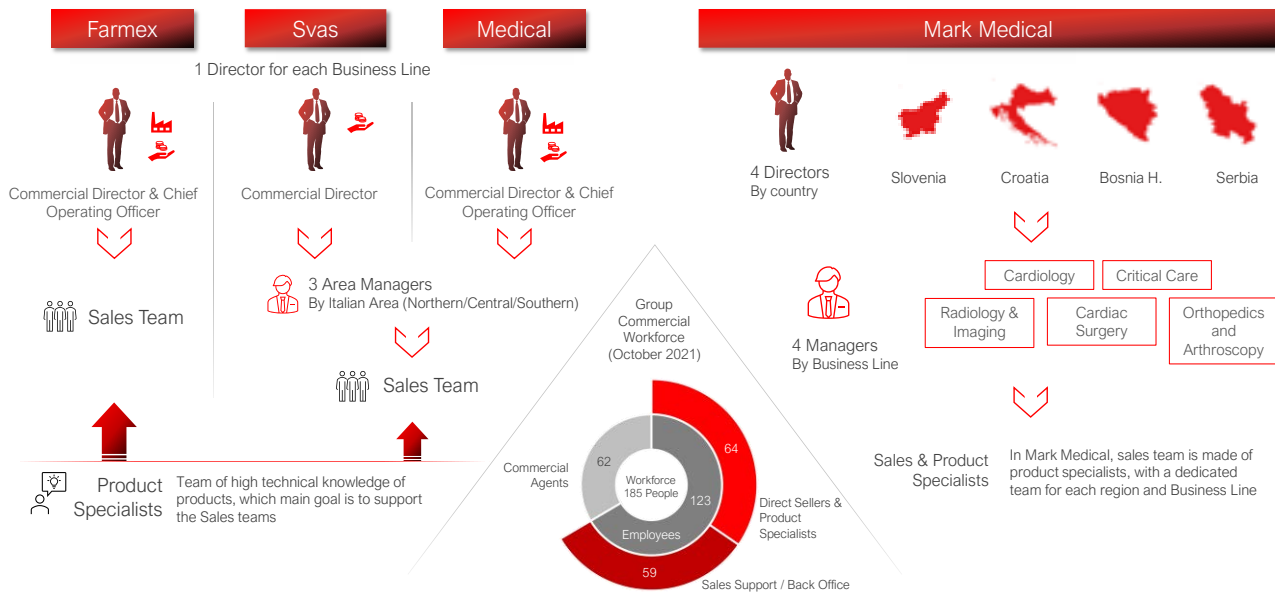 Farmex
Svas
Medical
Mark Medical
1 Director for each Business Line
Commercial Director & Chief
Operating Officer
Commercial Director
Commercial Director & Chief
Operating Officer
4 Directors
By country
Slovenia
Croatia
Bosnia H.
Serbia
Sales Team
3 Area Managers
By Italian Area (Northern/Central/Southern)
Sales Team
Product
Specialists
Team of high technical knowledge of
products, which main goal is to support
the Sales teams
Group
Commercial
Workforce
(October 2021)
64
62
Commercial
Agents
Workforce
185 People
123
Employees
Direct Sellers &
Product
Specialists
59
Sales Support / Back Office
4 Managers
By Business Line
Cardiology
Critical Care
Radiology &
Imaging
Cardiac
Surgery
Orthopedics
and
Arthroscopy
Sales & Product
Specialists
In Mark Medical, sales team is made of
product specialists, with a dedicated
team for each region and Business Line